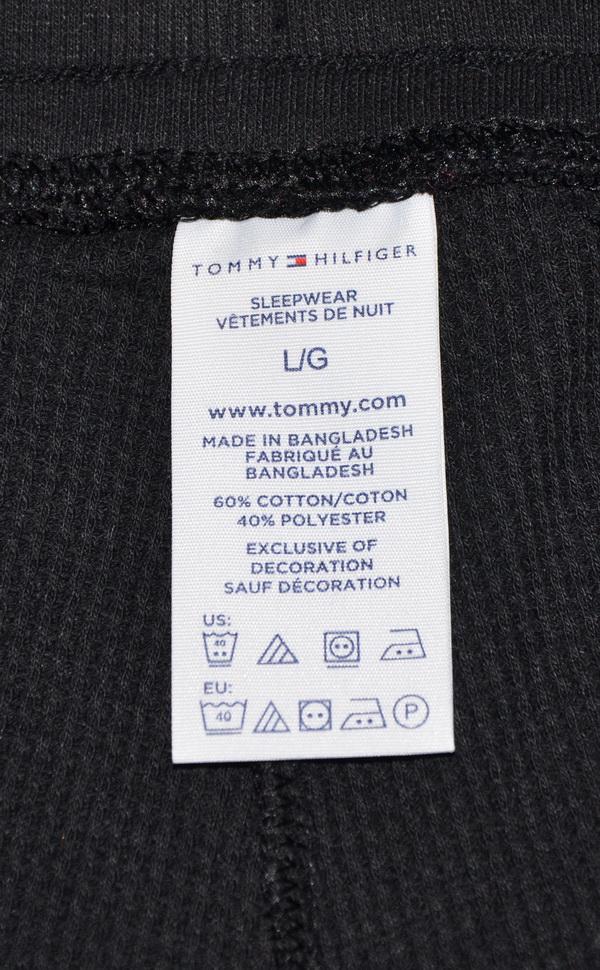 TOMMY HILFIGER
SLEEPWEAR
VÊTEMENTS DE NUIT
L/G
www.tommy.com
MADE IN BANGLADESH
FABRIQUÉ AU
BANGLADESH
60% COTTON/COTON
40% POLYESTER
EXCLUSIVE OF
DECORATION
SAUF DÉCORATION
US:
40
EU:
40 P